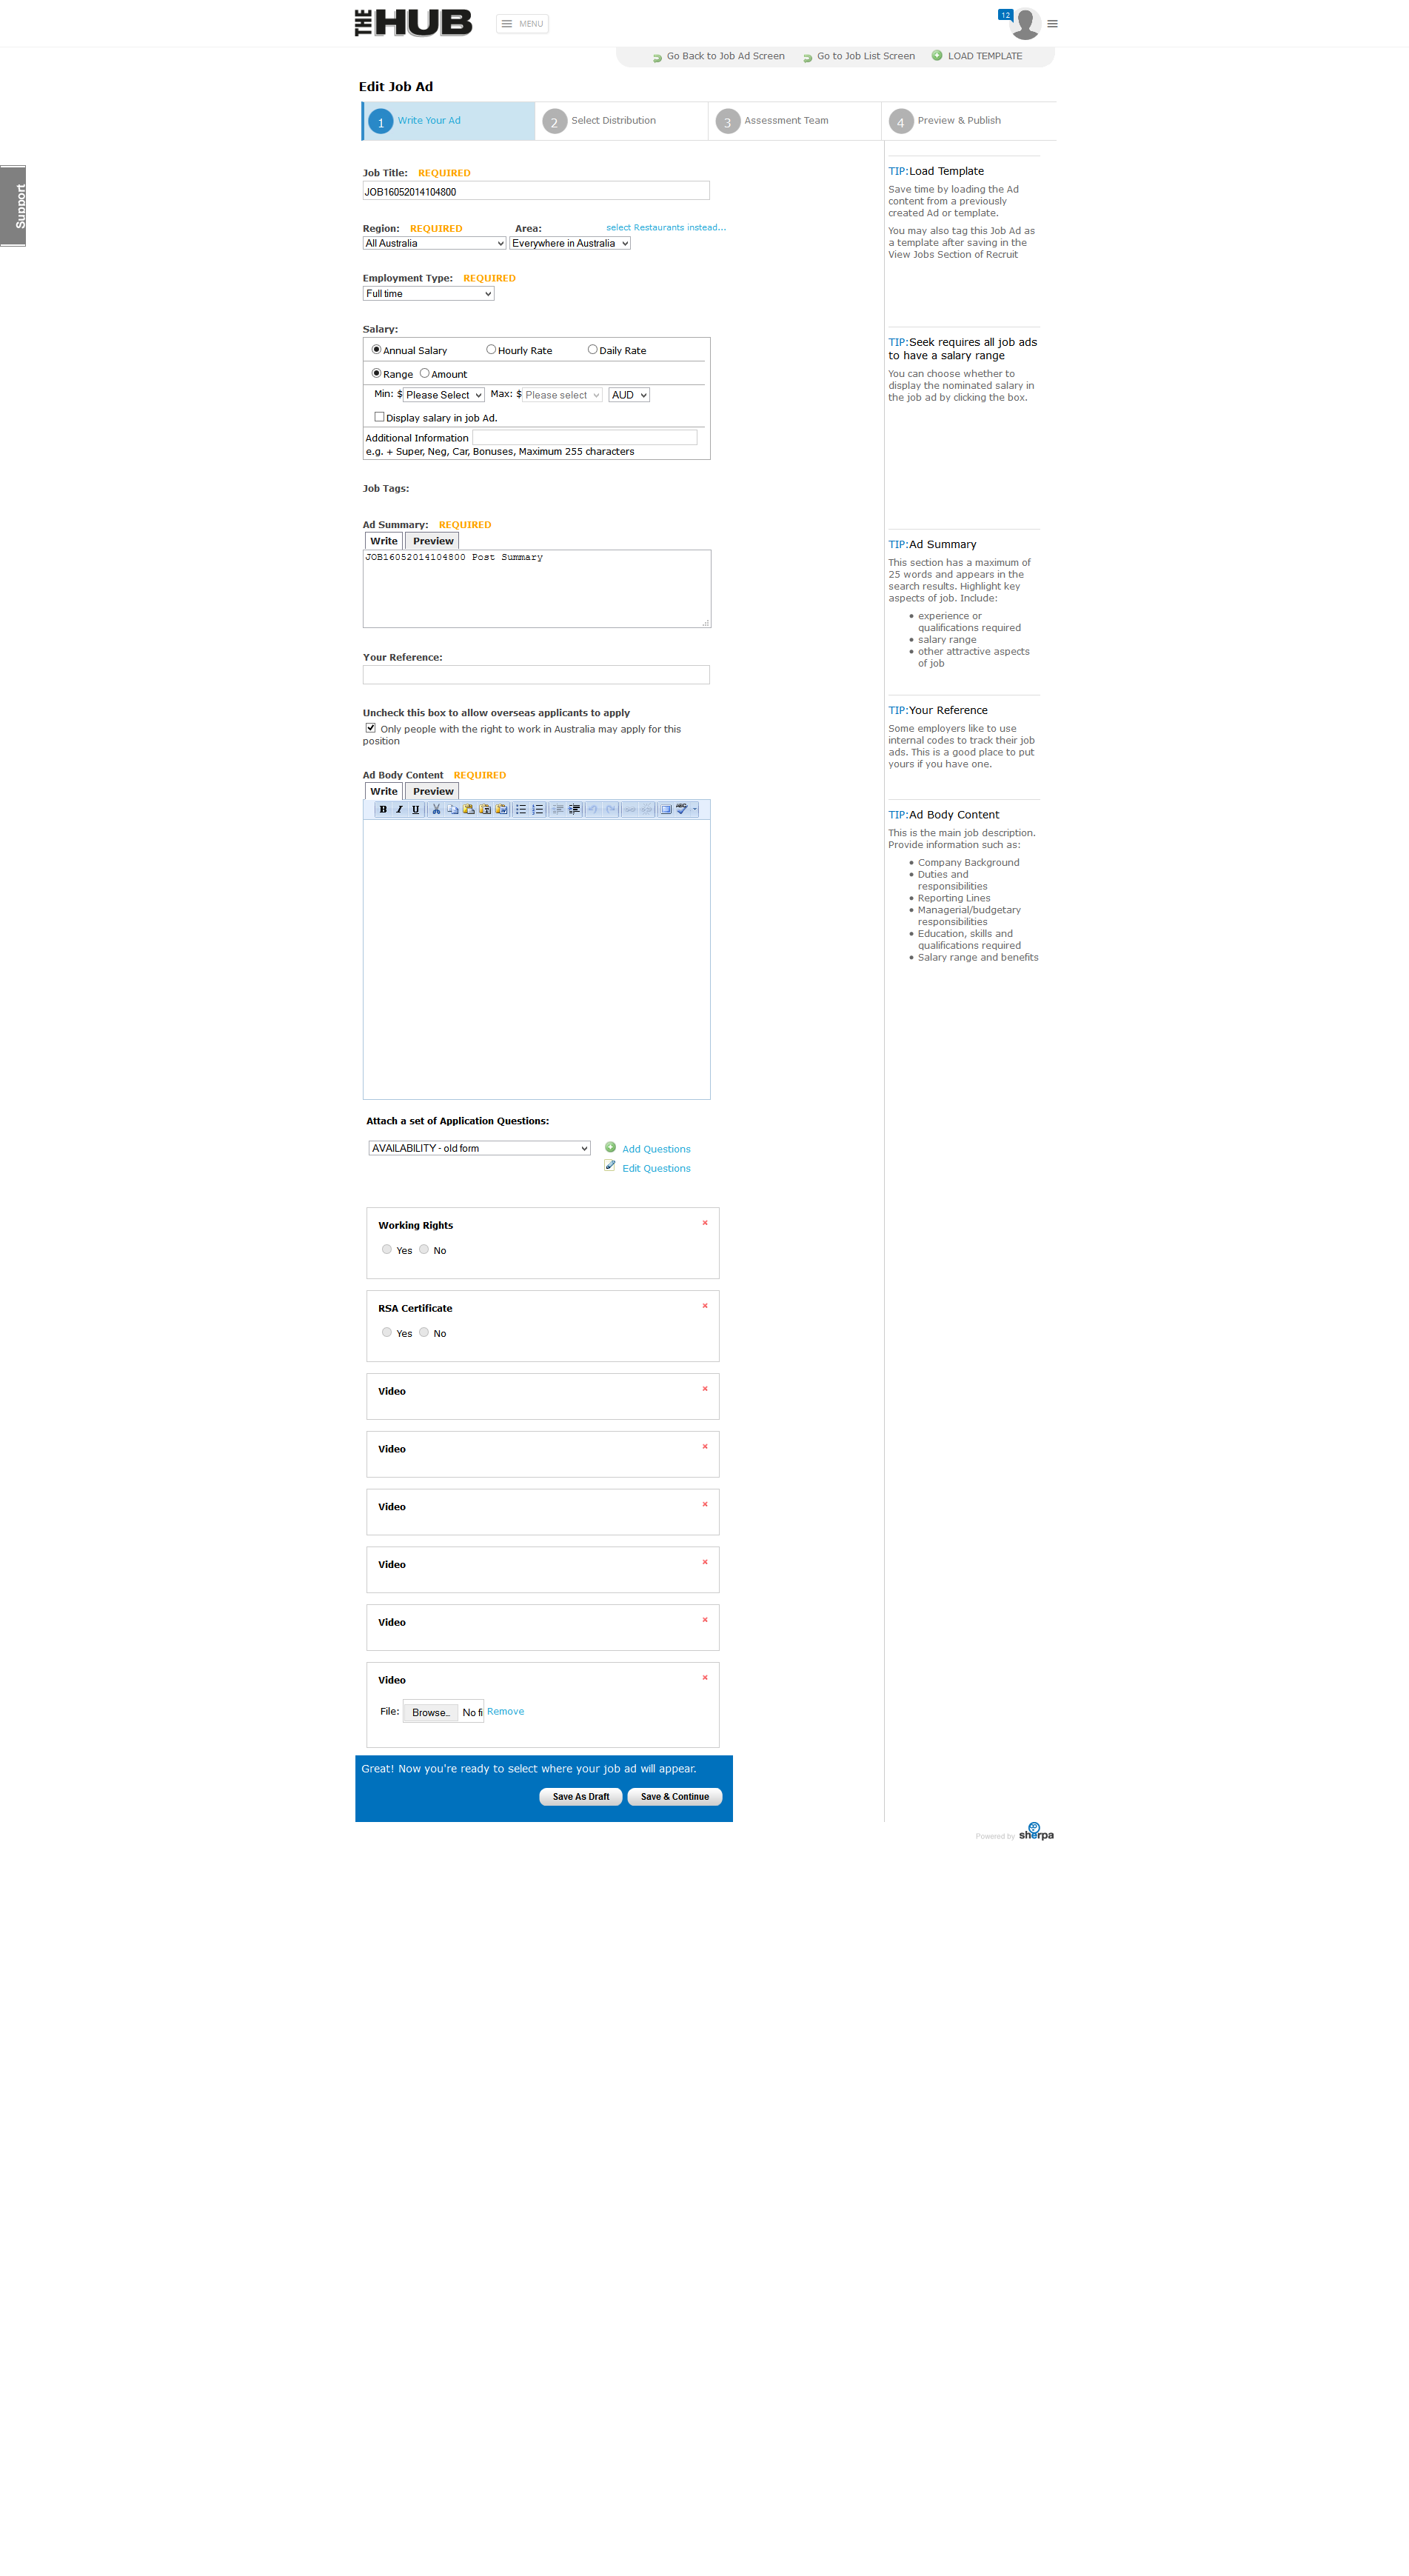 THE HUB
MENU
12
Go Back to Job Ad Screen
Go to Job List Screen
LOAD TEMPLATE
Edit Job Ad
1 Write Your Ad
2 Select Distribution
3 Assessment Team
4 Preview & Publish
Support
Job Title: REQUIRED
JOB16052014104800
Region: REQUIRED Area: select Restaurants instead...
All Australia Everywhere in Australia
Employment Type: REQUIRED
Full time
Salary:
Annual Salary Hourly Rate Daily Rate
Range Amount
Min: $ Please Select Max: $ Please select AUD
Display salary in job Ad.
Additional Information
e.g. + Super, Neg, Car, Bonuses, Maximum 255 characters
Job Tags:
Ad Summary: REQUIRED
Write Preview
JOB16052014104800 Post Summary
Your Reference:
Uncheck this box to allow overseas applicants to apply
Only people with the right to work in Australia may apply for this
position
Ad Body Content REQUIRED
Write Preview
B I U
ABC
Attach a set of Application Questions:
AVAILABILITY - old form
Add Questions
Edit Questions
Working Rights
Yes No
RSA Certificate
Yes No
Video
Video
Video
Video
Video
Video
File: Browse.. No fi Remove
Great! Now you're ready to select where your job ad will appear.
Save As Draft Save & Continue
TIP:Load Template
Save time by loading the Ad
content from a previously
created Ad or template.
You may also tag this Job Ad as
a template after saving in the
View Jobs Section of Recruit
TIP:Seek requires all job ads
to have a salary range
You can choose whether to
display the nominated salary in
the job ad by clicking the box.
TIP:Ad Summary
This section has a maximum of
25 words and appears in the
search results. Highlight key
aspects of job. Include:
experience or
qualifications required
salary range
other attractive aspects
of job
TIP:Your Reference
Some employers like to use
internal codes to track their job
ads. This is a good place to put
yours if you have one.
TIP:Ad Body Content
This is the main job description.
Provide information such as:
Company Background
Duties and
responsibilities
Reporting Lines
Managerial/budgetary
responsibilities
Education, skills and
qualifications required
Salary range and benefits
Powered by sherpa